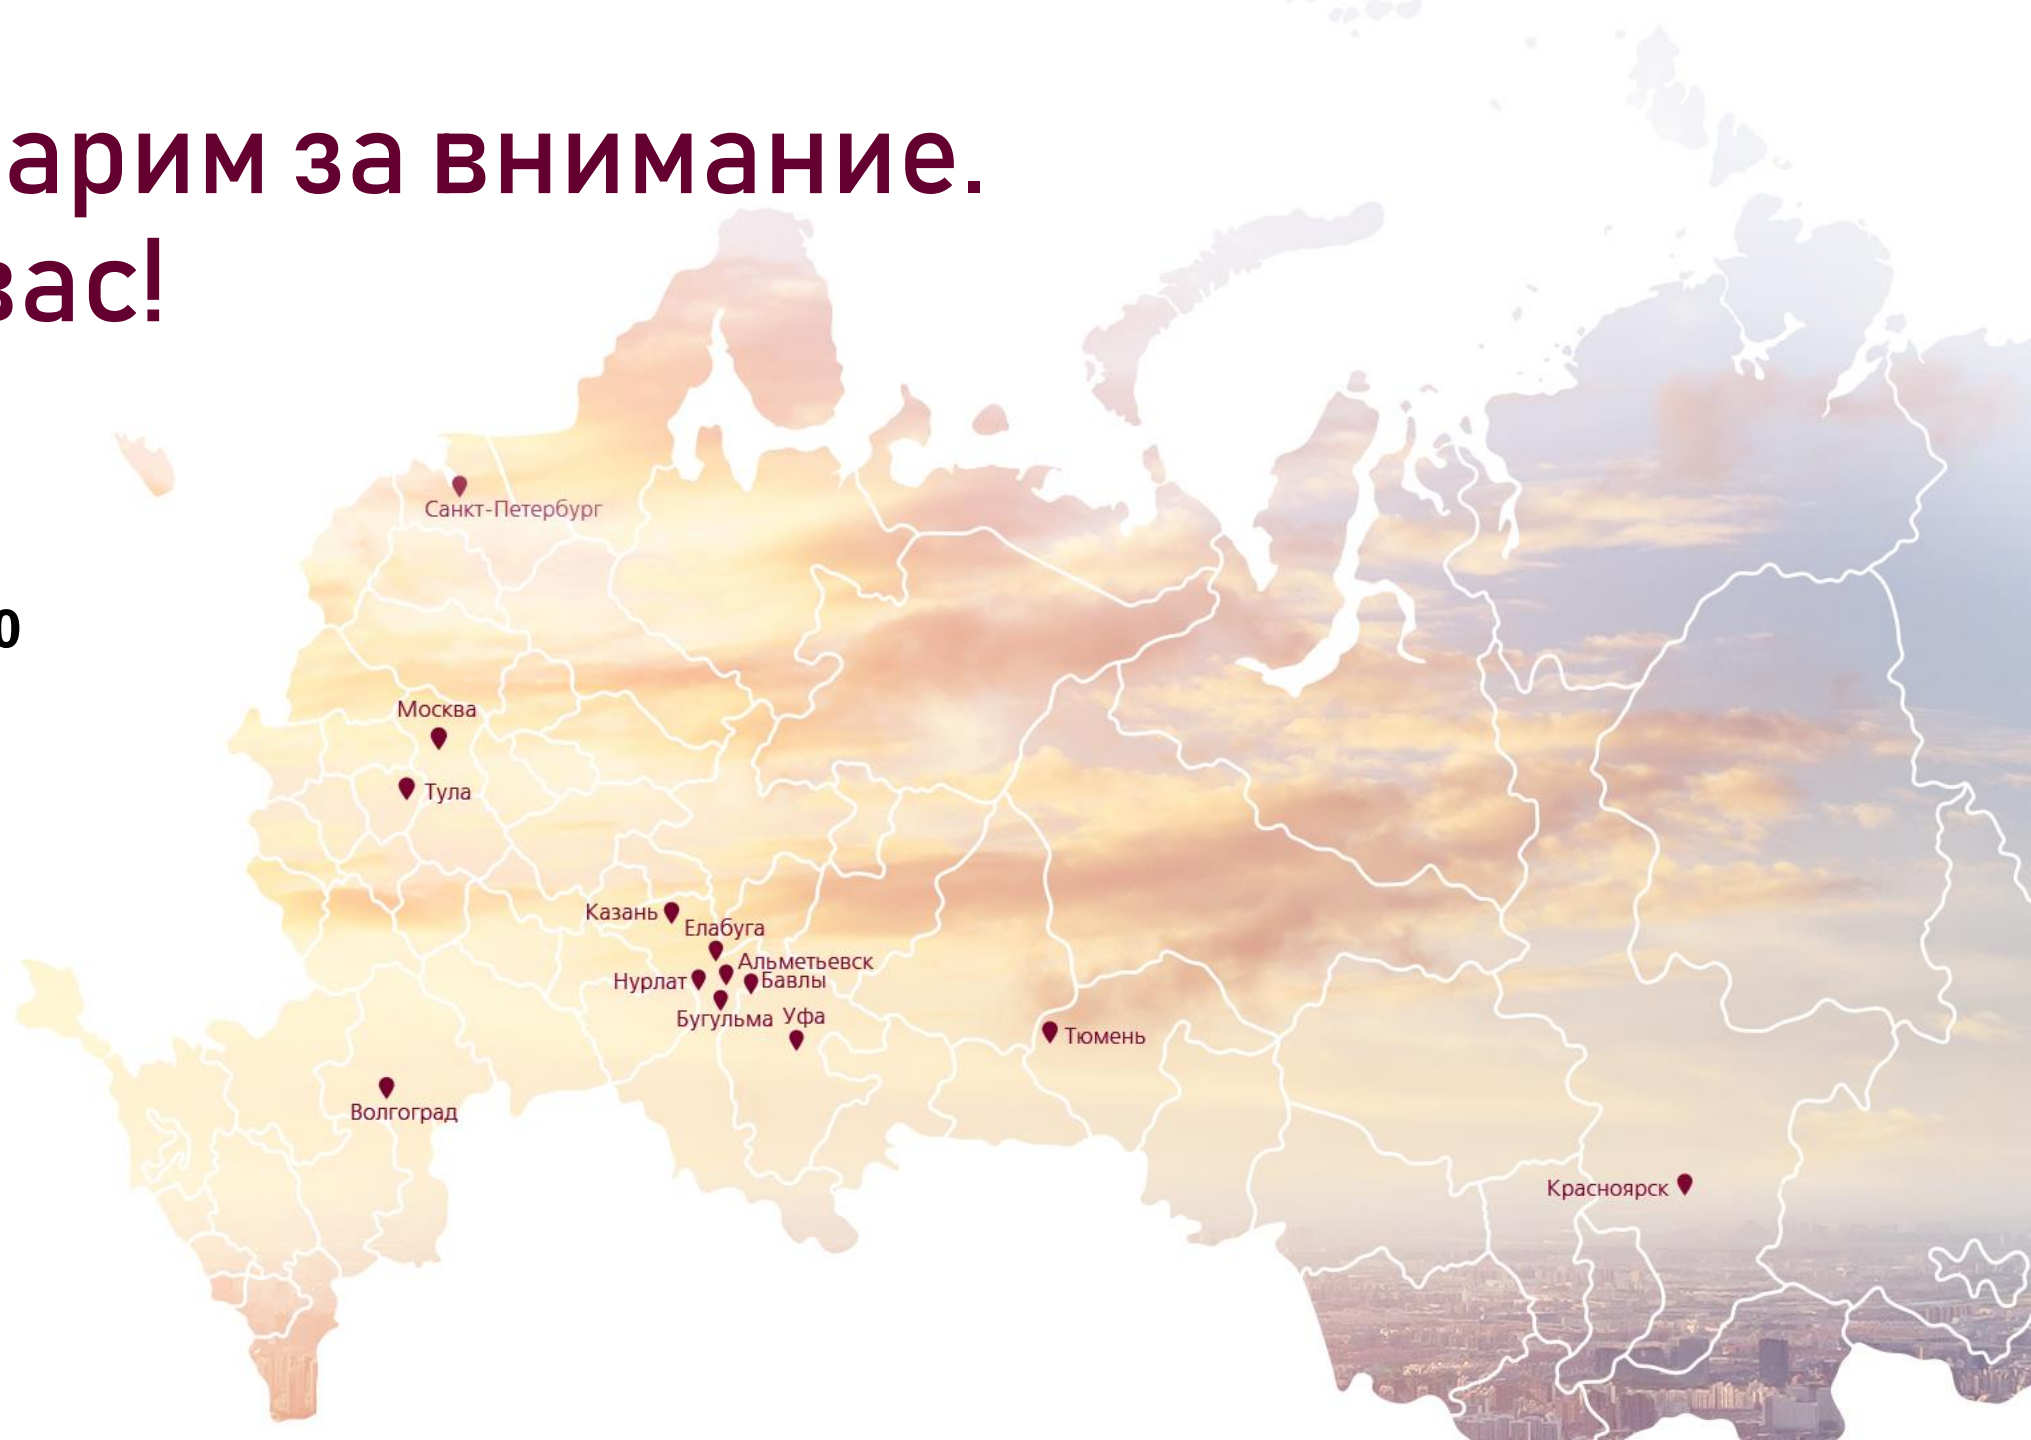 арим за внимание.
вас!
Санкт-Петербург
0
Москва
Тула
Казань
Елабуга
Альметьевск
Нурлат
Бавлы
Бугульма
Уфа
Тюмень
Волгоград
Красноярск